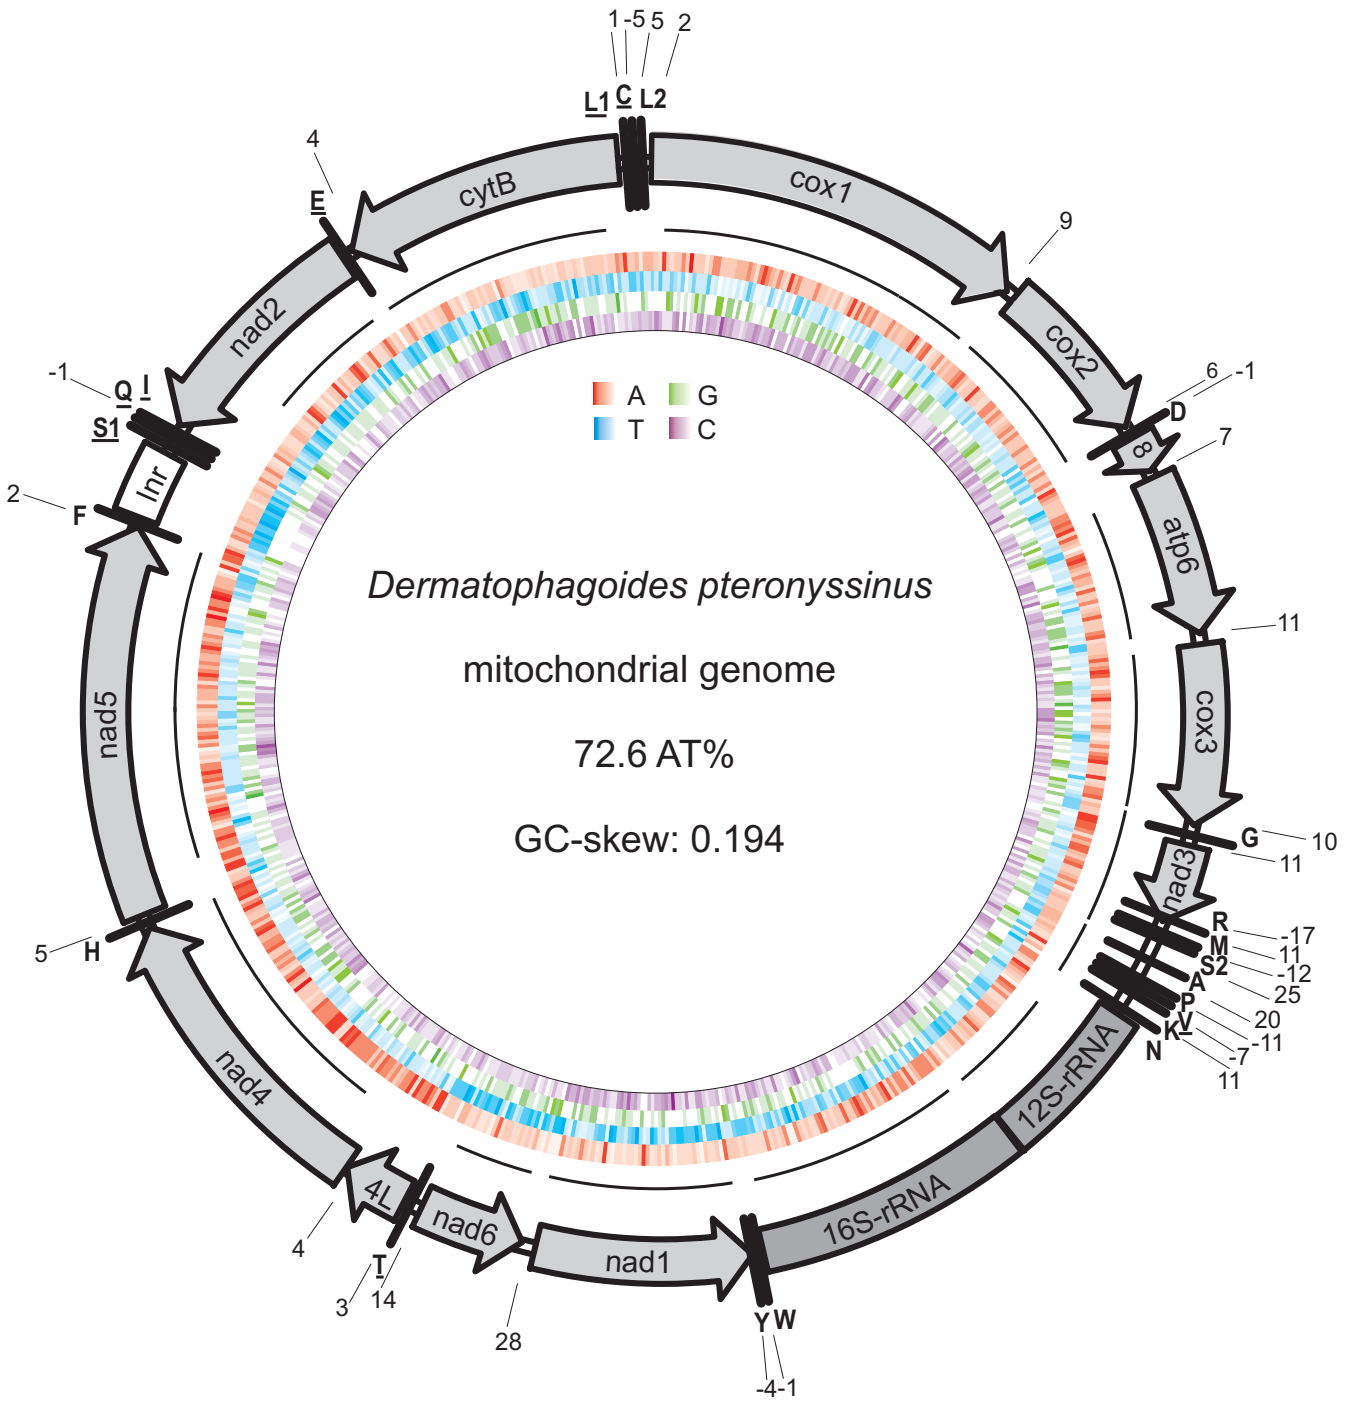 1 -5 5 2
L1 C L2
4
E
cytB
cox1
9
nad2
cox2
-1
Q I
S1
6 -1
D
8
7
A G
T C
lnr
2
F
atp6
11
Dermatophagoides pteronyssinus
mitochondrial genome
72.6 AT%
GC-skew: 0.194
nad5
cox3
G
10
11
nad3
R
-17
M
11
S2
-12
A
25
P
20
V
-11
K
-7
N
11
5
H
nad4
12S-rRNA
16S-rRNA
4L
nad6
nad1
4
T
3
14
28
Y W
-4 -1